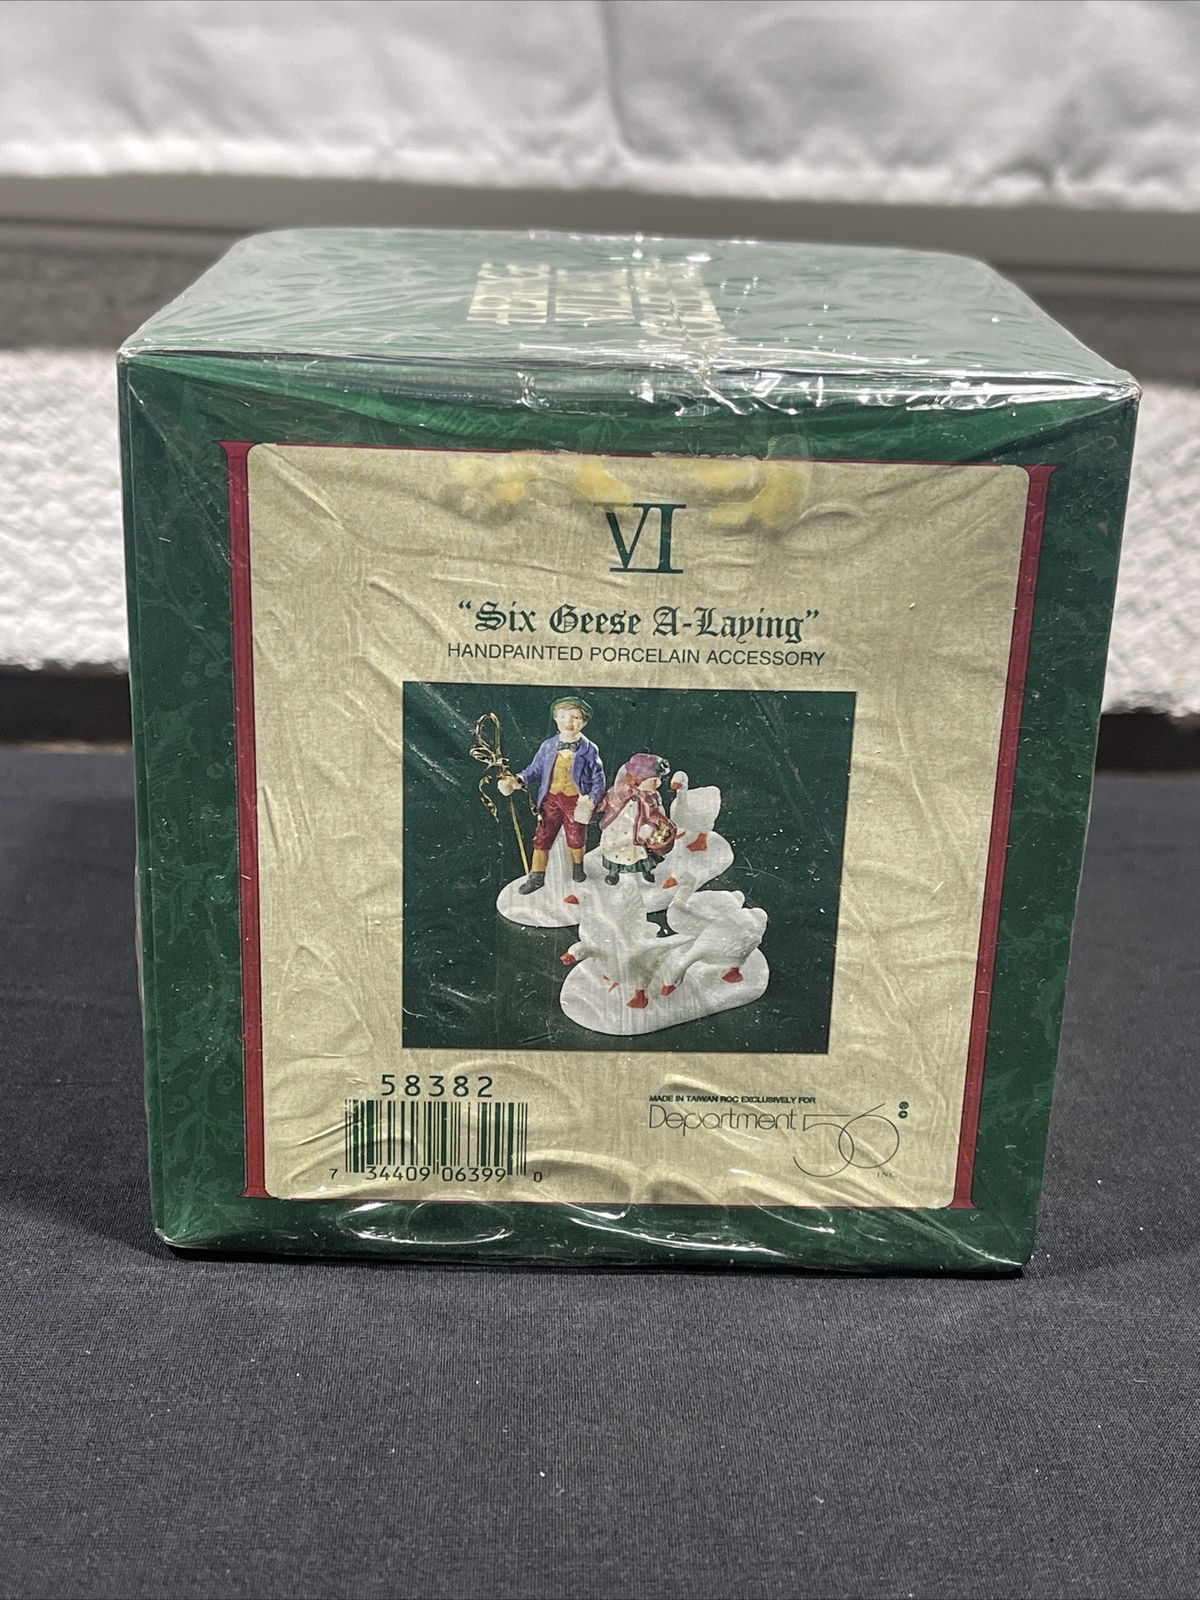 VI
"Six Geese A-Laying"
HANDPAINTED PORCELAIN ACCESSORY
58382
7 34409 06399 0
MADE IN TAIWAN ROC EXCLUSIVELY FOR
Department 56 ®
INC.